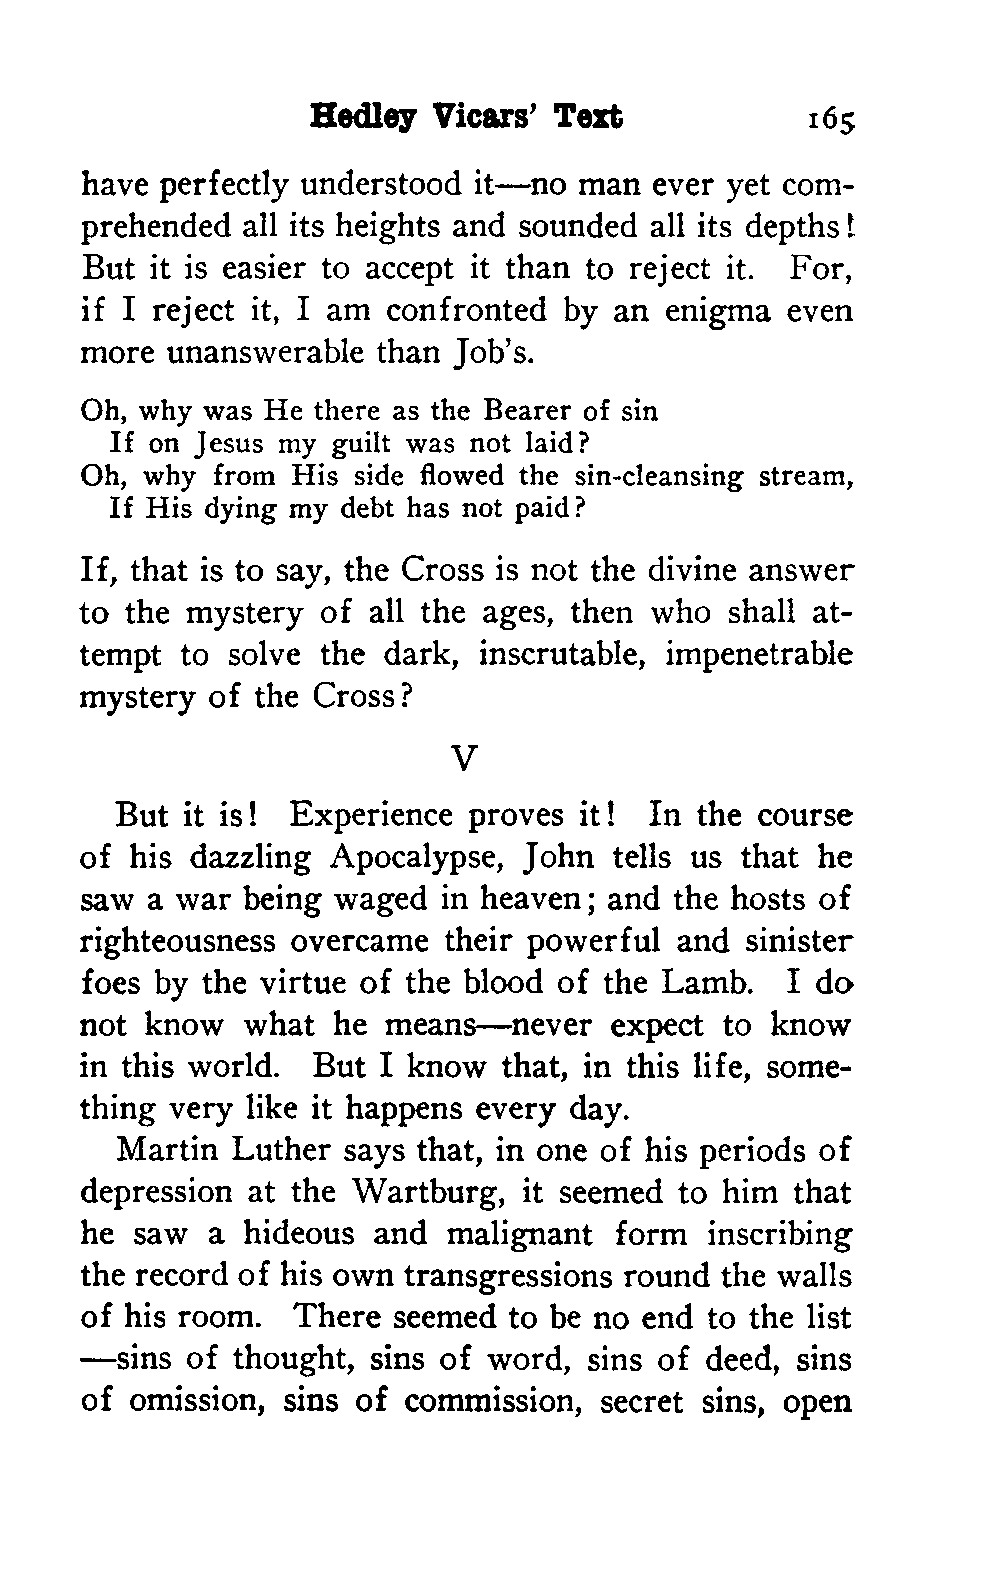 Hedley Vicars' Text 165
have perfectly understood it—no man ever yet com-
prehended all its heights and sounded all its depths!
But it is easier to accept it than to reject it. For,
if I reject it, I am confronted by an enigma even
more unanswerable than Job's.
Oh, why was He there as the Bearer of sin
If on Jesus my guilt was not laid?
Oh, why from His side flowed the sin-cleansing stream,
If His dying my debt has not paid?
If, that is to say, the Cross is not the divine answer
to the mystery of all the ages, then who shall at-
tempt to solve the dark, inscrutable, impenetrable
mystery of the Cross?
V
But it is! Experience proves it! In the course
of his dazzling Apocalypse, John tells us that he
saw a war being waged in heaven; and the hosts of
righteousness overcame their powerful and sinister
foes by the virtue of the blood of the Lamb. I do
not know what he means—never expect to know
in this world. But I know that, in this life, some-
thing very like it happens every day.
Martin Luther says that, in one of his periods of
depression at the Wartburg, it seemed to him that
he saw a hideous and malignant form inscribing
the record of his own transgressions round the walls
of his room. There seemed to be no end to the list
—sins of thought, sins of word, sins of deed, sins
of omission, sins of commission, secret sins, open